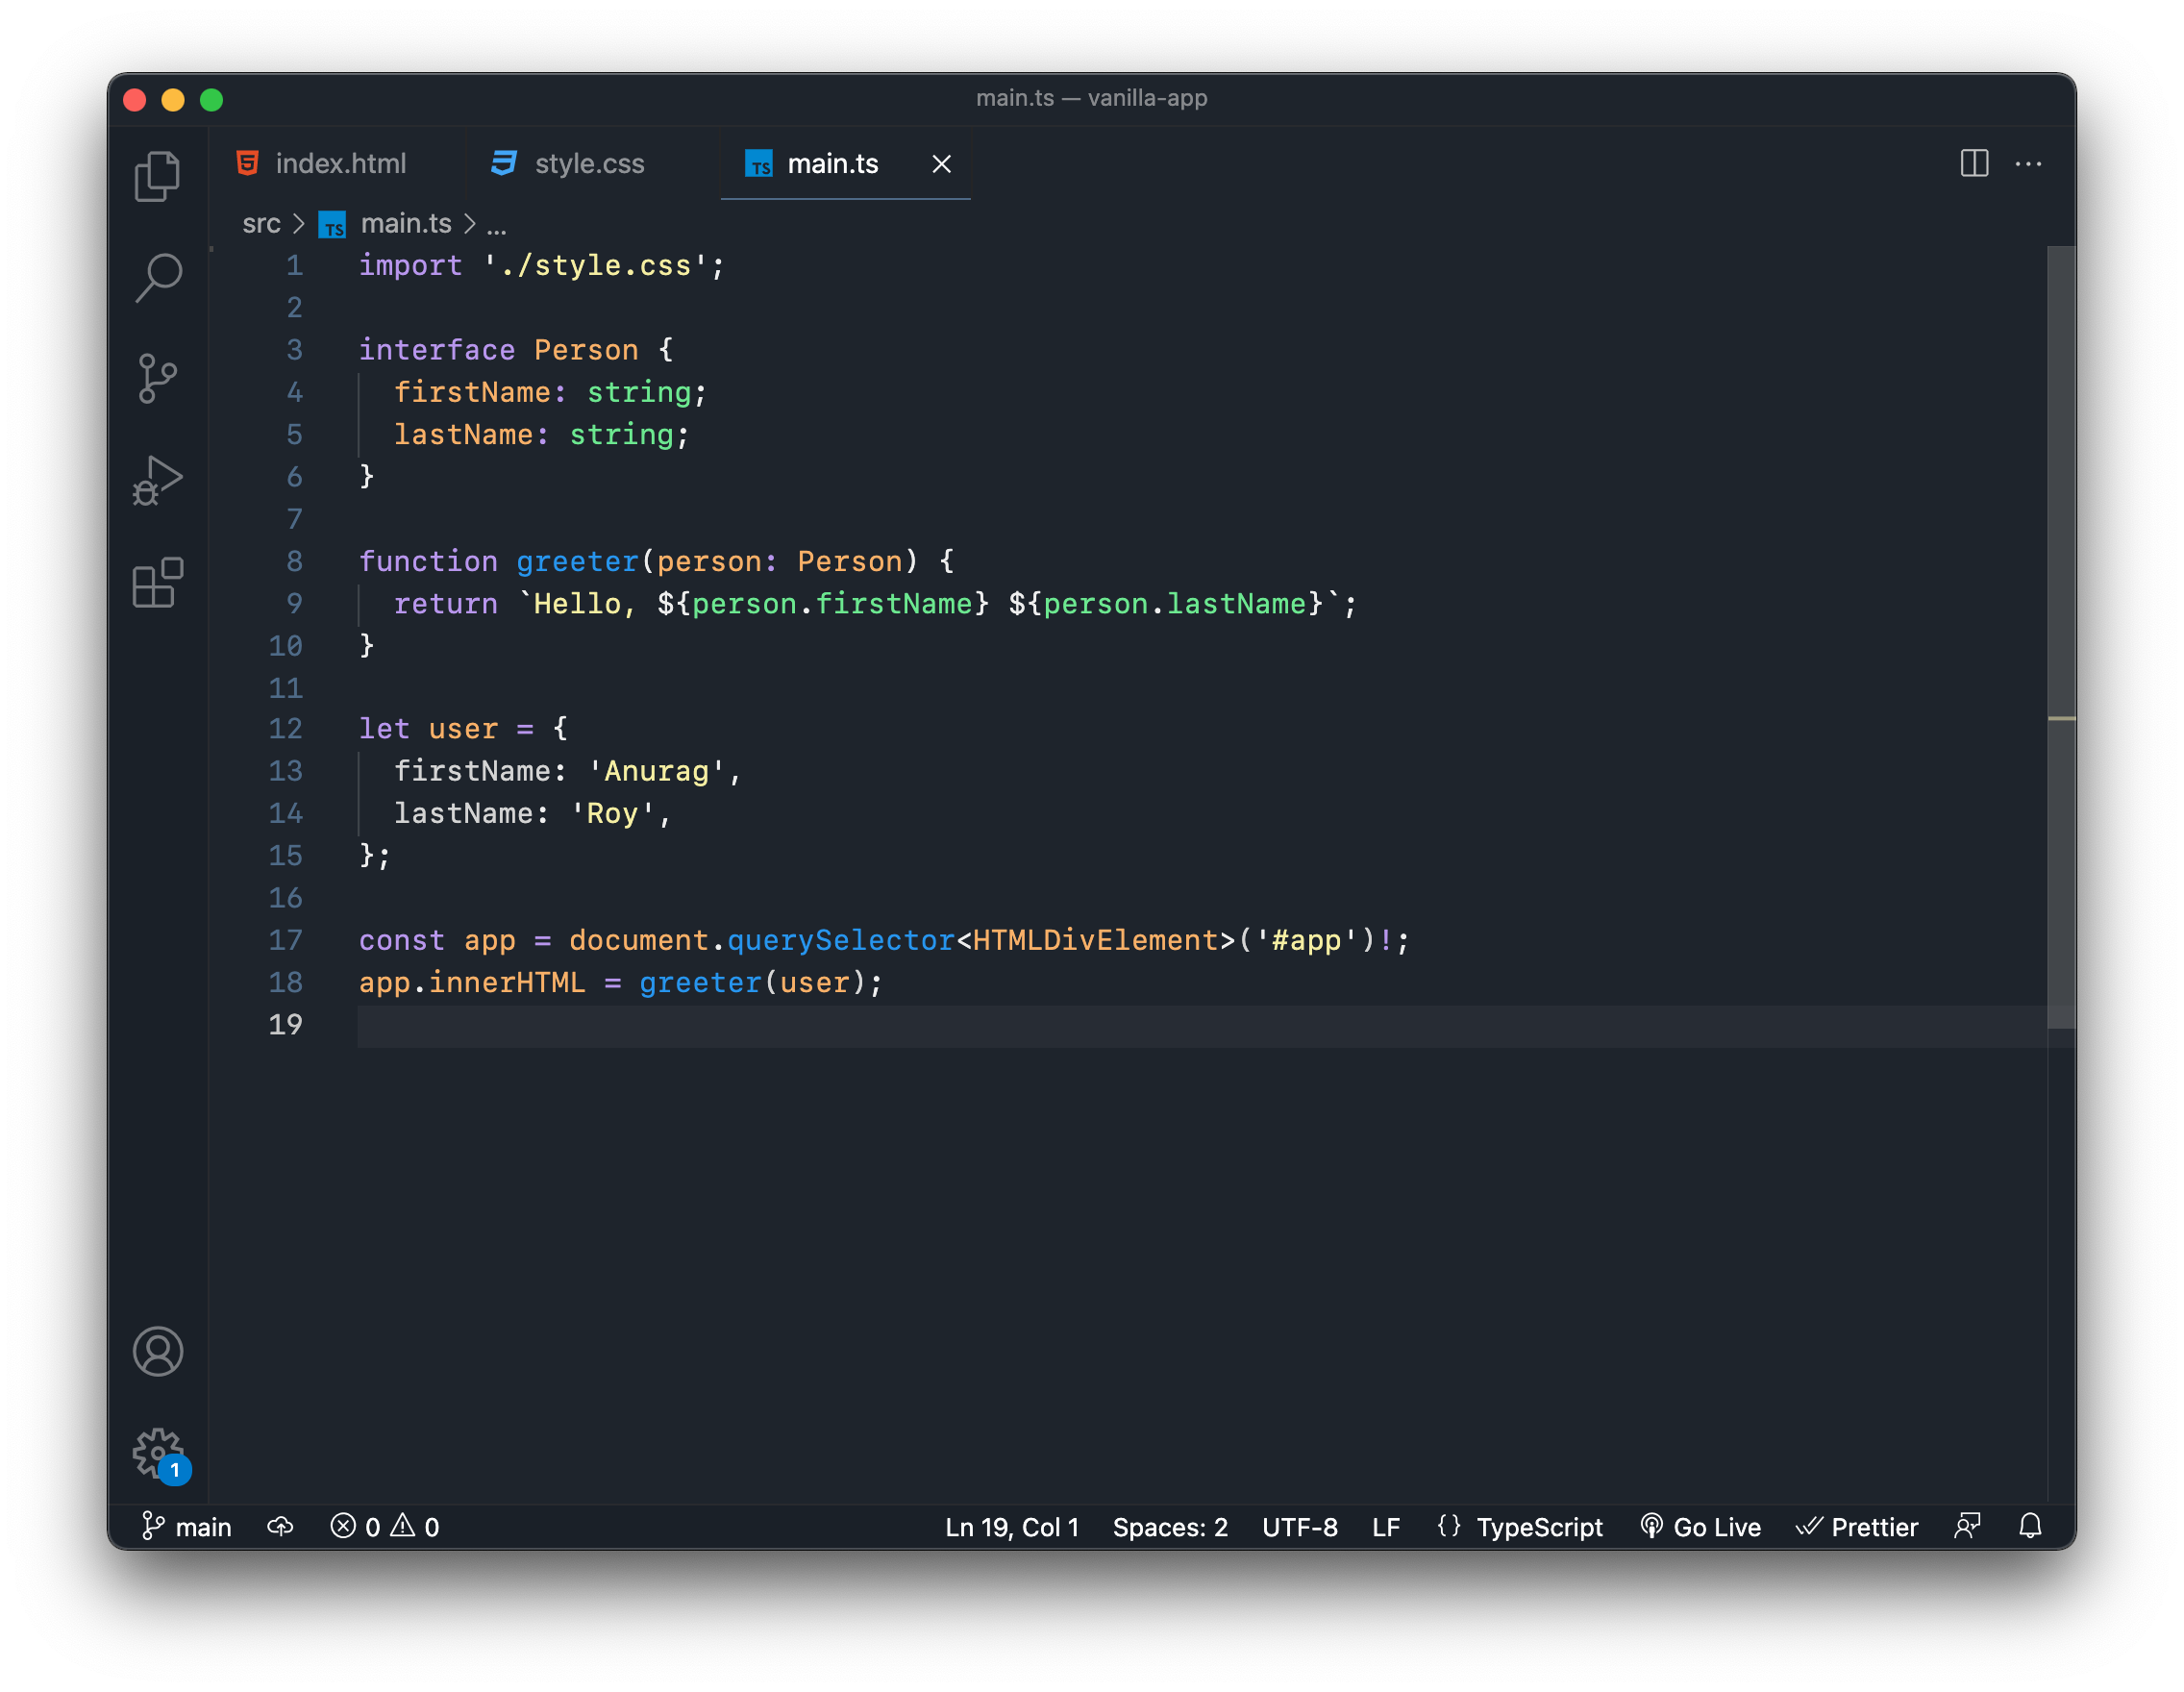 main.ts — vanilla-app
index.html style.css TS main.ts
src > TS main.ts > ...
1 import './style.css';
2
3 interface Person {
4   firstName: string;
5   lastName: string;
6 }
7
8 function greeter(person: Person) {
9   return `Hello, ${person.firstName} ${person.lastName}`;
10 }
11
12 let user = {
13   firstName: 'Anurag',
14   lastName: 'Roy',
15 };
16
17 const app = document.querySelector<HTMLDivElement>('#app')!;
18 app.innerHTML = greeter(user);
19
1
main 0 0 Ln 19, Col 1 Spaces: 2 UTF-8 LF {} TypeScript Go Live Prettier